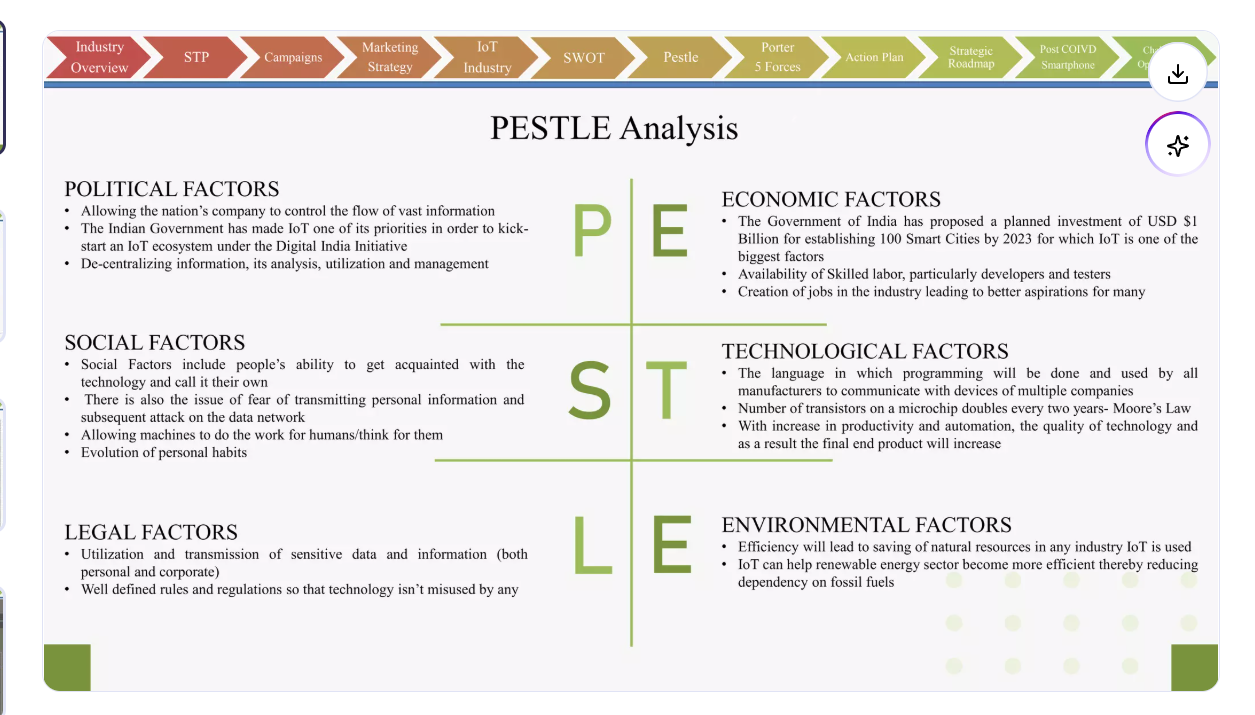 Industry
Overview
STP
Campaigns
Marketing
Strategy
IoT
Industry
SWOT
Pestle
Porter
5 Forces
Action Plan
Strategic
Roadmap
Post COIVD
Smartphone
PESTLE Analysis
POLITICAL FACTORS
• Allowing the nation’s company to control the flow of vast information
• The Indian Government has made IoT one of its priorities in order to kick-
start an IoT ecosystem under the Digital India Initiative
• De-centralizing information, its analysis, utilization and management
P
E
ECONOMIC FACTORS
• The Government of India has proposed a planned investment of USD $1
Billion for establishing 100 Smart Cities by 2023 for which IoT is one of the
biggest factors
• Availability of Skilled labor, particularly developers and testers
• Creation of jobs in the industry leading to better aspirations for many
SOCIAL FACTORS
• Social Factors include people’s ability to get acquainted with the
technology and call it their own
• There is also the issue of fear of transmitting personal information and
subsequent attack on the data network
• Allowing machines to do the work for humans/think for them
• Evolution of personal habits
S
T
TECHNOLOGICAL FACTORS
• The language in which programming will be done and used by all
manufacturers to communicate with devices of multiple companies
• Number of transistors on a microchip doubles every two years- Moore’s Law
• With increase in productivity and automation, the quality of technology and
as a result the final end product will increase
LEGAL FACTORS
• Utilization and transmission of sensitive data and information (both
personal and corporate)
• Well defined rules and regulations so that technology isn’t misused by any
L
E
ENVIRONMENTAL FACTORS
• Efficiency will lead to saving of natural resources in any industry IoT is used
• IoT can help renewable energy sector become more efficient thereby reducing
dependency on fossil fuels